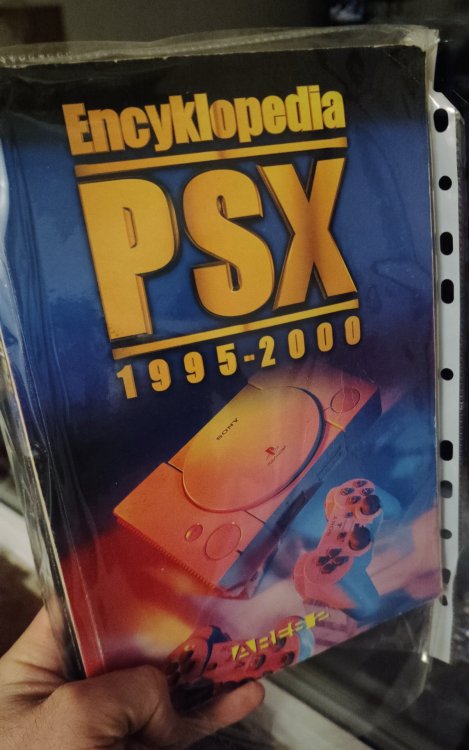 Encyklopedia
PSX
1995-2000
SONY